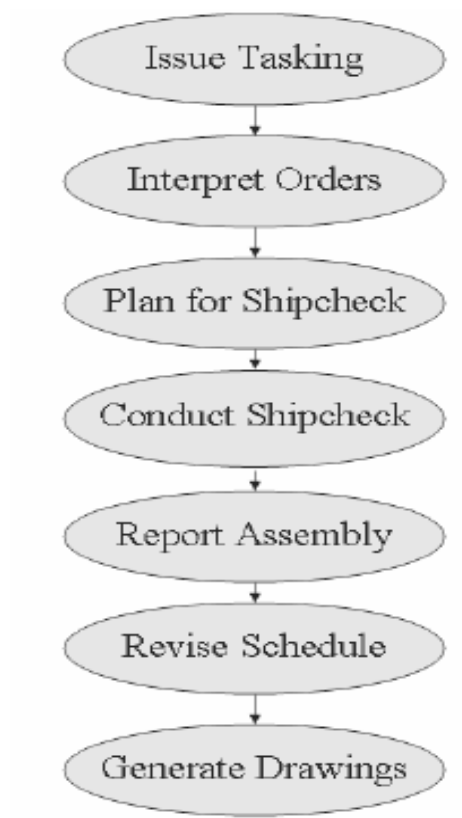 Issue Tasking
Interpret Orders
Plan for Shipcheck
Conduct Shipcheck
Report Assembly
Revise Schedule
Generate Drawings